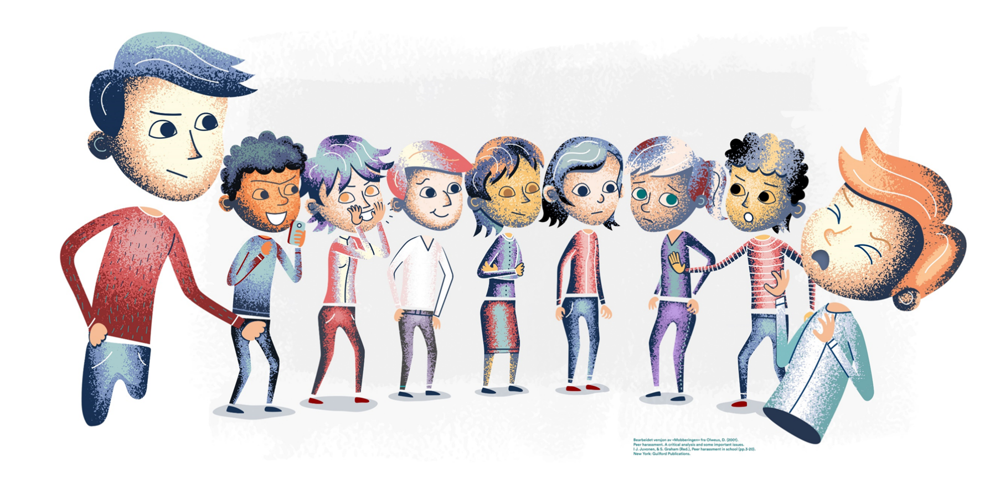 Bearbeidet versjon av «Mobberingen» fra Olweus, D. (2001).
Peer harassment. A critical analysis and some important issues.
I J. Juvonen, & S. Graham (Red.), Peer harassment in school (pp.3-20).
New York: Guilford Publications.